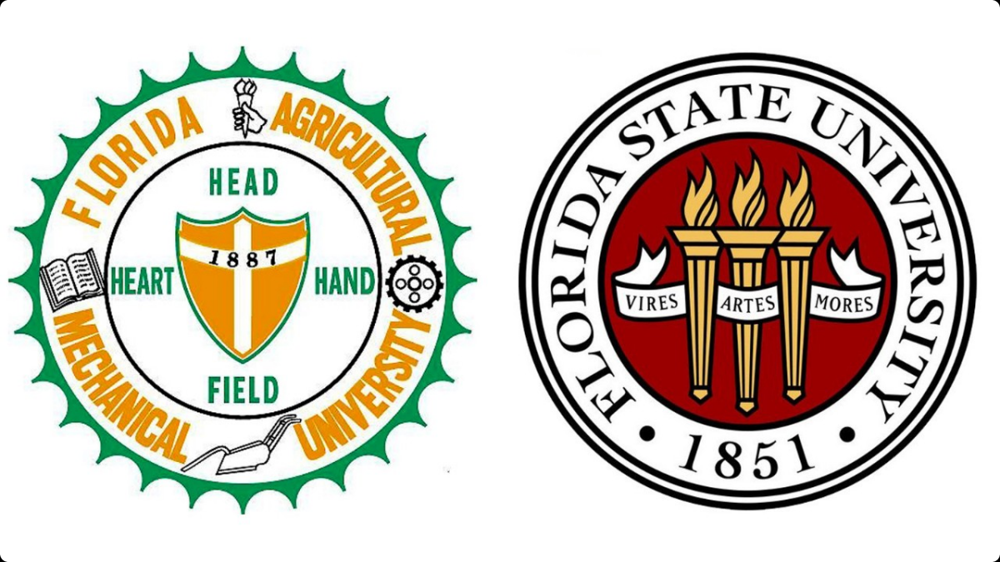 FLORIDA AGRICULTURAL
MECHANICAL UNIVERSITY
HEAD
1887
HEART HAND
FIELD
FLORIDA STATE UNIVERSITY
VIRES ARTES MORES
• 1851 •